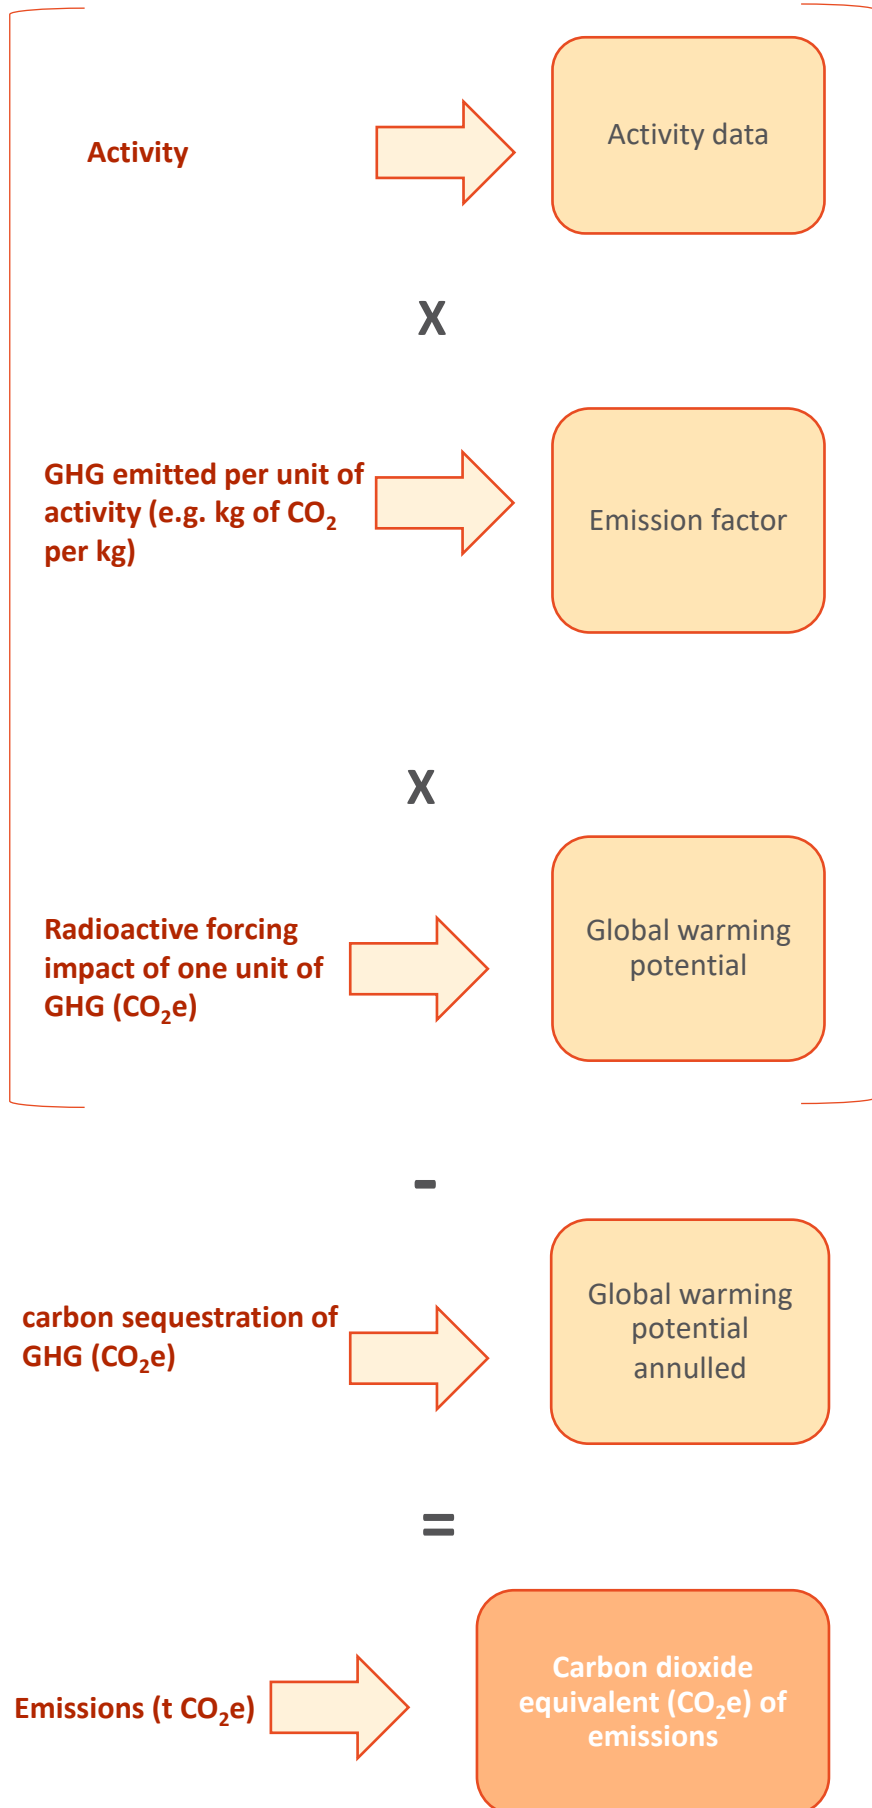 Activity
Activity data
X
GHG emitted per unit of
activity (e.g. kg of CO₂
per kg)
Emission factor
X
Radioactive forcing
impact of one unit of
GHG (CO₂e)
Global warming
potential
-
carbon sequestration of
GHG (CO₂e)
Global warming
potential
annulled
=
Emissions (t CO₂e)
Carbon dioxide
equivalent (CO₂e) of
emissions